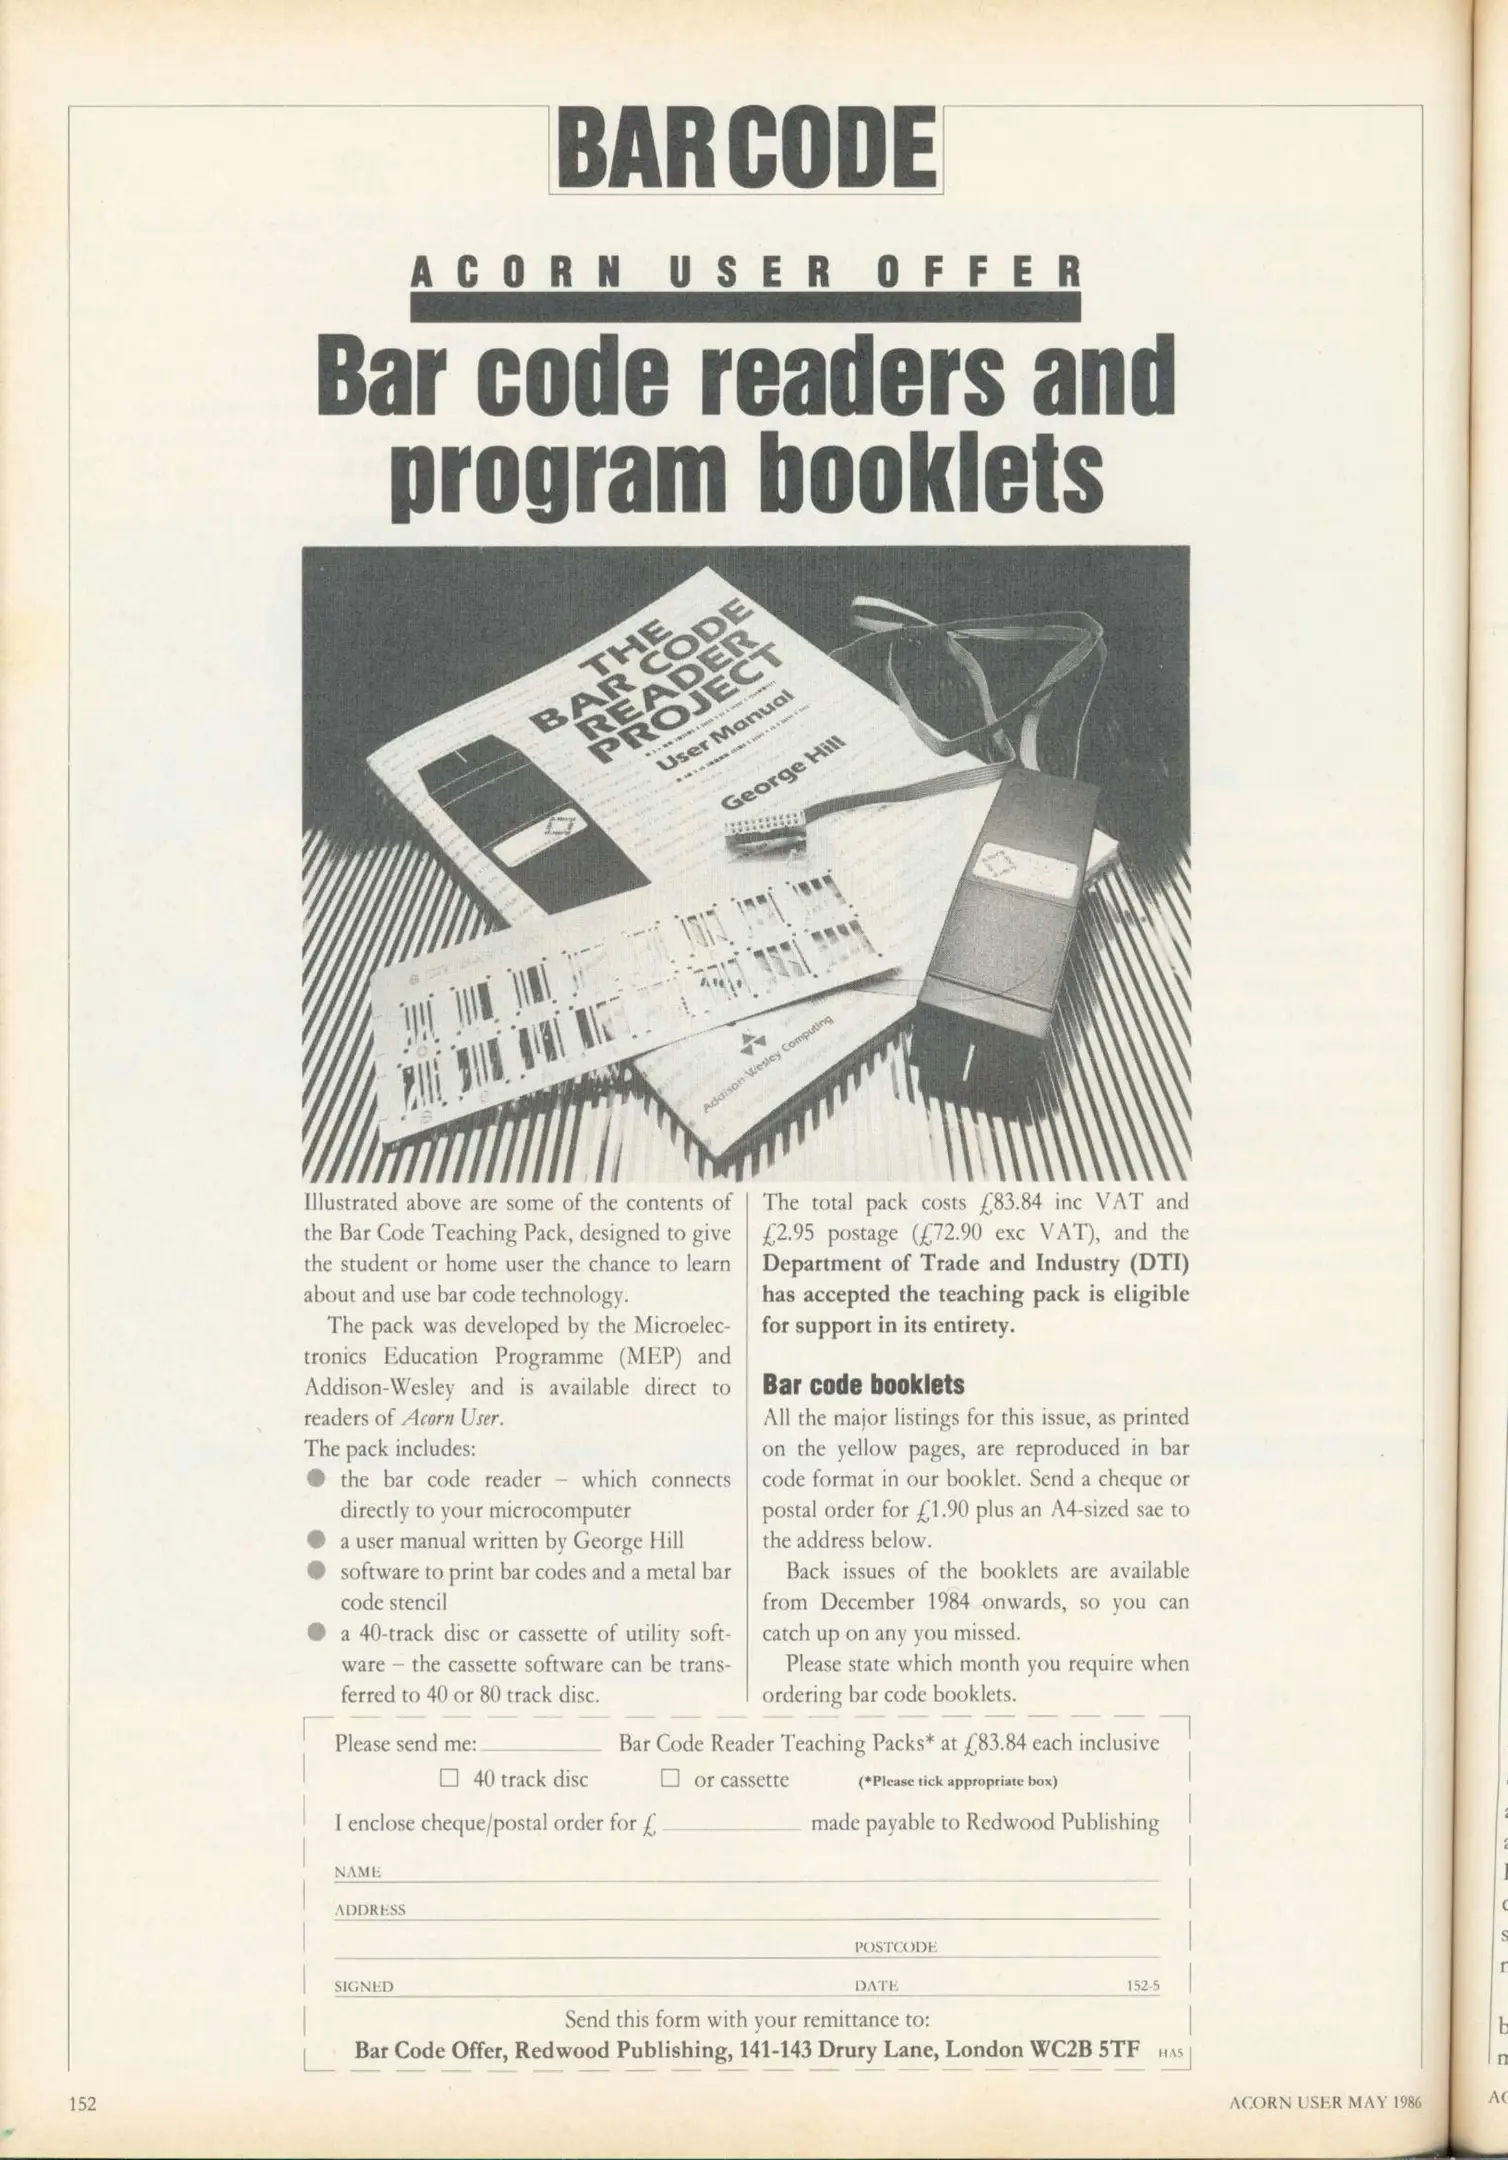 BAR CODE
ACORN USER OFFER
Bar code readers and
program booklets
THE
BAR CODE
READER
PROJECT
User Manual
George Hill
Addison-Wesley Computing
Illustrated above are some of the contents of
the Bar Code Teaching Pack, designed to give
the student or home user the chance to learn
about and use bar code technology.
The pack was developed by the Microelec-
tronics Education Programme (MEP) and
Addison-Wesley and is available direct to
readers of Acorn User.
The pack includes:
● the bar code reader – which connects
directly to your microcomputer
● a user manual written by George Hill
● software to print bar codes and a metal bar
code stencil
● a 40-track disc or cassette of utility soft-
ware – the cassette software can be trans-
ferred to 40 or 80 track disc.
The total pack costs £83.84 inc VAT and
£2.95 postage (£72.90 exc VAT), and the
Department of Trade and Industry (DTI)
has accepted the teaching pack is eligible
for support in its entirety.
Bar code booklets
All the major listings for this issue, as printed
on the yellow pages, are reproduced in bar
code format in our booklet. Send a cheque or
postal order for £1.90 plus an A4-sized sae to
the address below.
Back issues of the booklets are available
from December 1984 onwards, so you can
catch up on any you missed.
Please state which month you require when
ordering bar code booklets.
Please send me: Bar Code Reader Teaching Packs* at £83.84 each inclusive
☐ 40 track disc ☐ or cassette (*Please tick appropriate box)
I enclose cheque/postal order for £ made payable to Redwood Publishing
NAME
ADDRESS
POSTCODE
SIGNED DATE 152-5
Send this form with your remittance to:
Bar Code Offer, Redwood Publishing, 141-143 Drury Lane, London WC2B 5TF HA5
152
ACORN USER MAY 1986